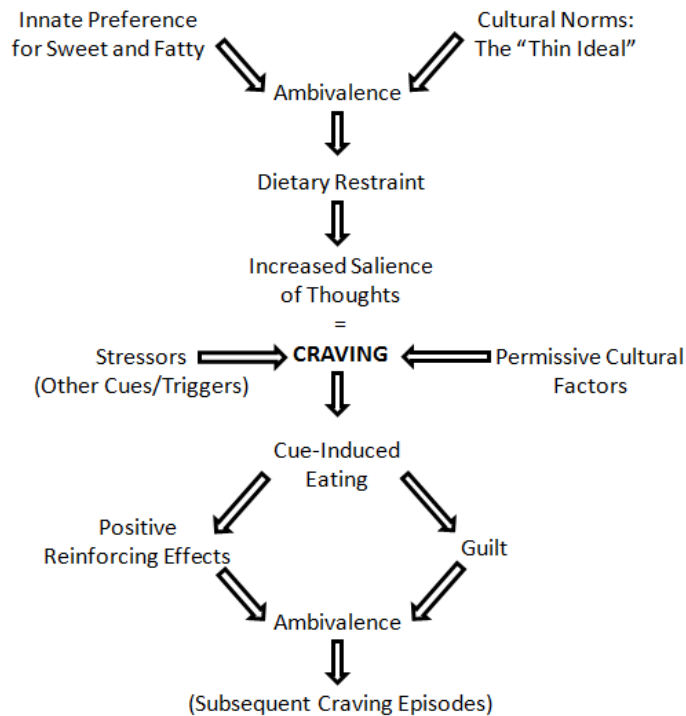 Innate Preference
for Sweet and Fatty
Cultural Norms:
The “Thin Ideal”
Ambivalence
Dietary Restraint
Increased Salience
of Thoughts
=
CRAVING
Stressors
(Other Cues/Triggers)
Permissive Cultural
Factors
Cue-Induced
Eating
Positive
Reinforcing Effects
Guilt
Ambivalence
(Subsequent Craving Episodes)